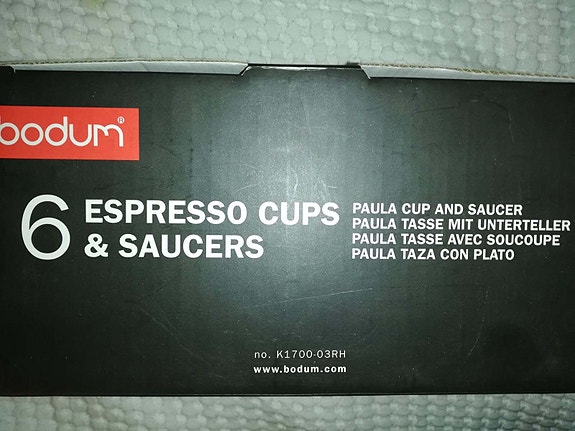 bodum®
6 ESPRESSO CUPS
& SAUCERS
PAULA CUP AND SAUCER
PAULA TASSE MIT UNTERTELLER
PAULA TASSE AVEC SOUCOUPE
PAULA TAZA CON PLATO
no. K1700-03RH
www.bodum.com